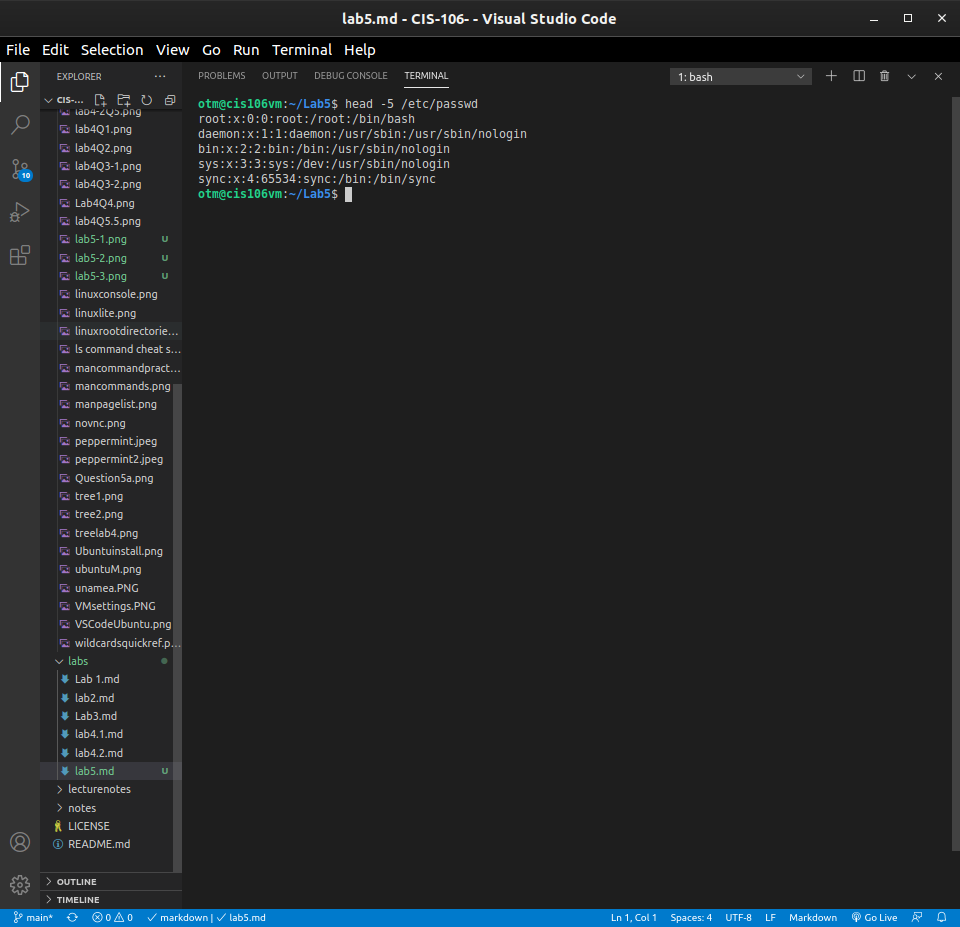 lab5.md - CIS-106- - Visual Studio Code
File Edit Selection View Go Run Terminal Help
EXPLORER
CIS-...
lab4-2Q5.png
lab4Q1.png
lab4Q2.png
lab4Q3-1.png
lab4Q3-2.png
Lab4Q4.png
lab4Q5.5.png
lab5-1.png U
lab5-2.png U
lab5-3.png U
linuxconsole.png
linuxlite.png
linuxrootdirectorie...
ls command cheat s...
mancommandpract...
mancommands.png
manpagelist.png
novnc.png
peppermint.jpeg
peppermint2.jpeg
Question5a.png
tree1.png
tree2.png
treelab4.png
Ubuntuinstall.png
ubuntuM.png
unamea.PNG
VMsettings.PNG
VSCodeUbuntu.png
wildcardsquickref.p...
labs
Lab 1.md
lab2.md
Lab3.md
lab4.1.md
lab4.2.md
lab5.md U
lecturenotes
notes
LICENSE
README.md
OUTLINE
TIMELINE
10
PROBLEMS OUTPUT DEBUG CONSOLE TERMINAL 1: bash
otm@cis106vm:~/Lab5$ head -5 /etc/passwd
root:x:0:0:root:/root:/bin/bash
daemon:x:1:1:daemon:/usr/sbin:/usr/sbin/nologin
bin:x:2:2:bin:/bin:/usr/sbin/nologin
sys:x:3:3:sys:/dev:/usr/sbin/nologin
sync:x:4:65534:sync:/bin:/bin/sync
otm@cis106vm:~/Lab5$
main* 0 0 markdown | lab5.md Ln 1, Col 1 Spaces: 4 UTF-8 LF Markdown Go Live